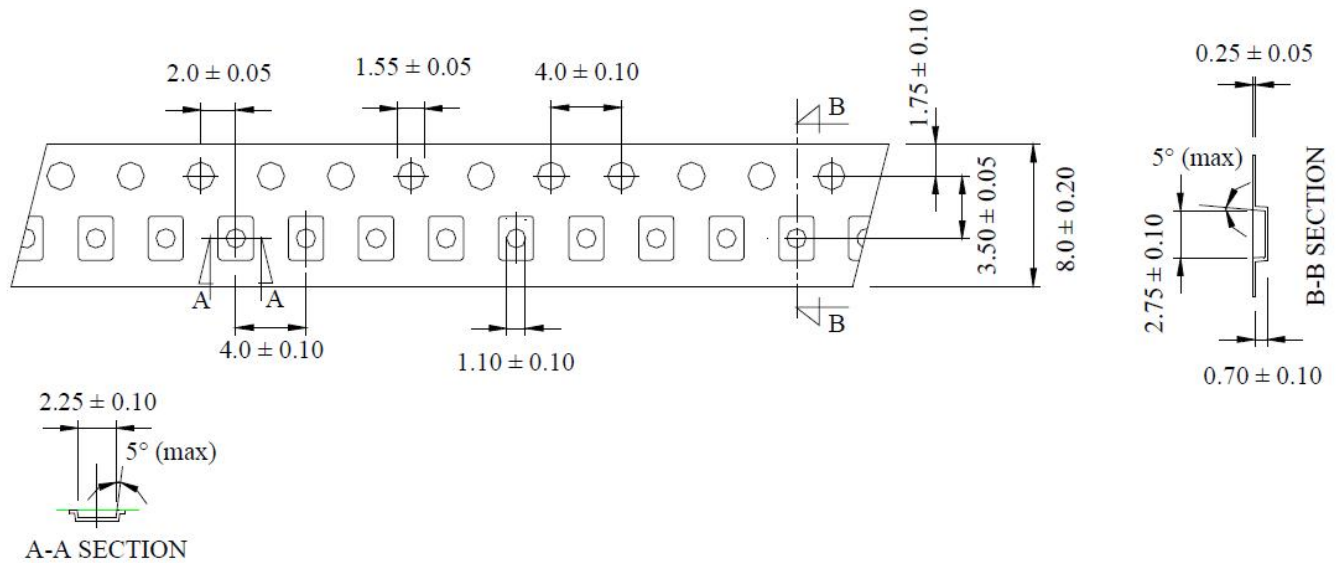 2.0 ± 0.05
1.55 ± 0.05
4.0 ± 0.10
1.75 ± 0.10
B
0.25 ± 0.05
5° (max)
3.50 ± 0.05
8.0 ± 0.20
2.75 ± 0.10
B-B SECTION
A
A
B
4.0 ± 0.10
1.10 ± 0.10
0.70 ± 0.10
2.25 ± 0.10
5° (max)
A-A SECTION